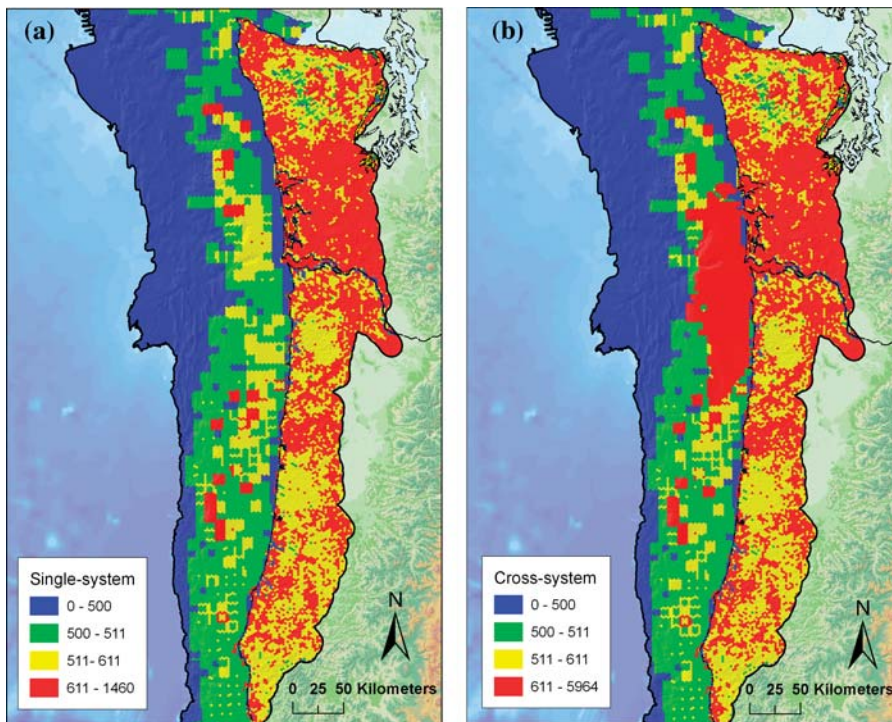 (a)
Single-system
0 - 500
500 - 511
511- 611
611 - 1460
N
0 25 50 Kilometers
(b)
Cross-system
0 - 500
500 - 511
511 - 611
611 - 5964
N
0 25 50 Kilometers